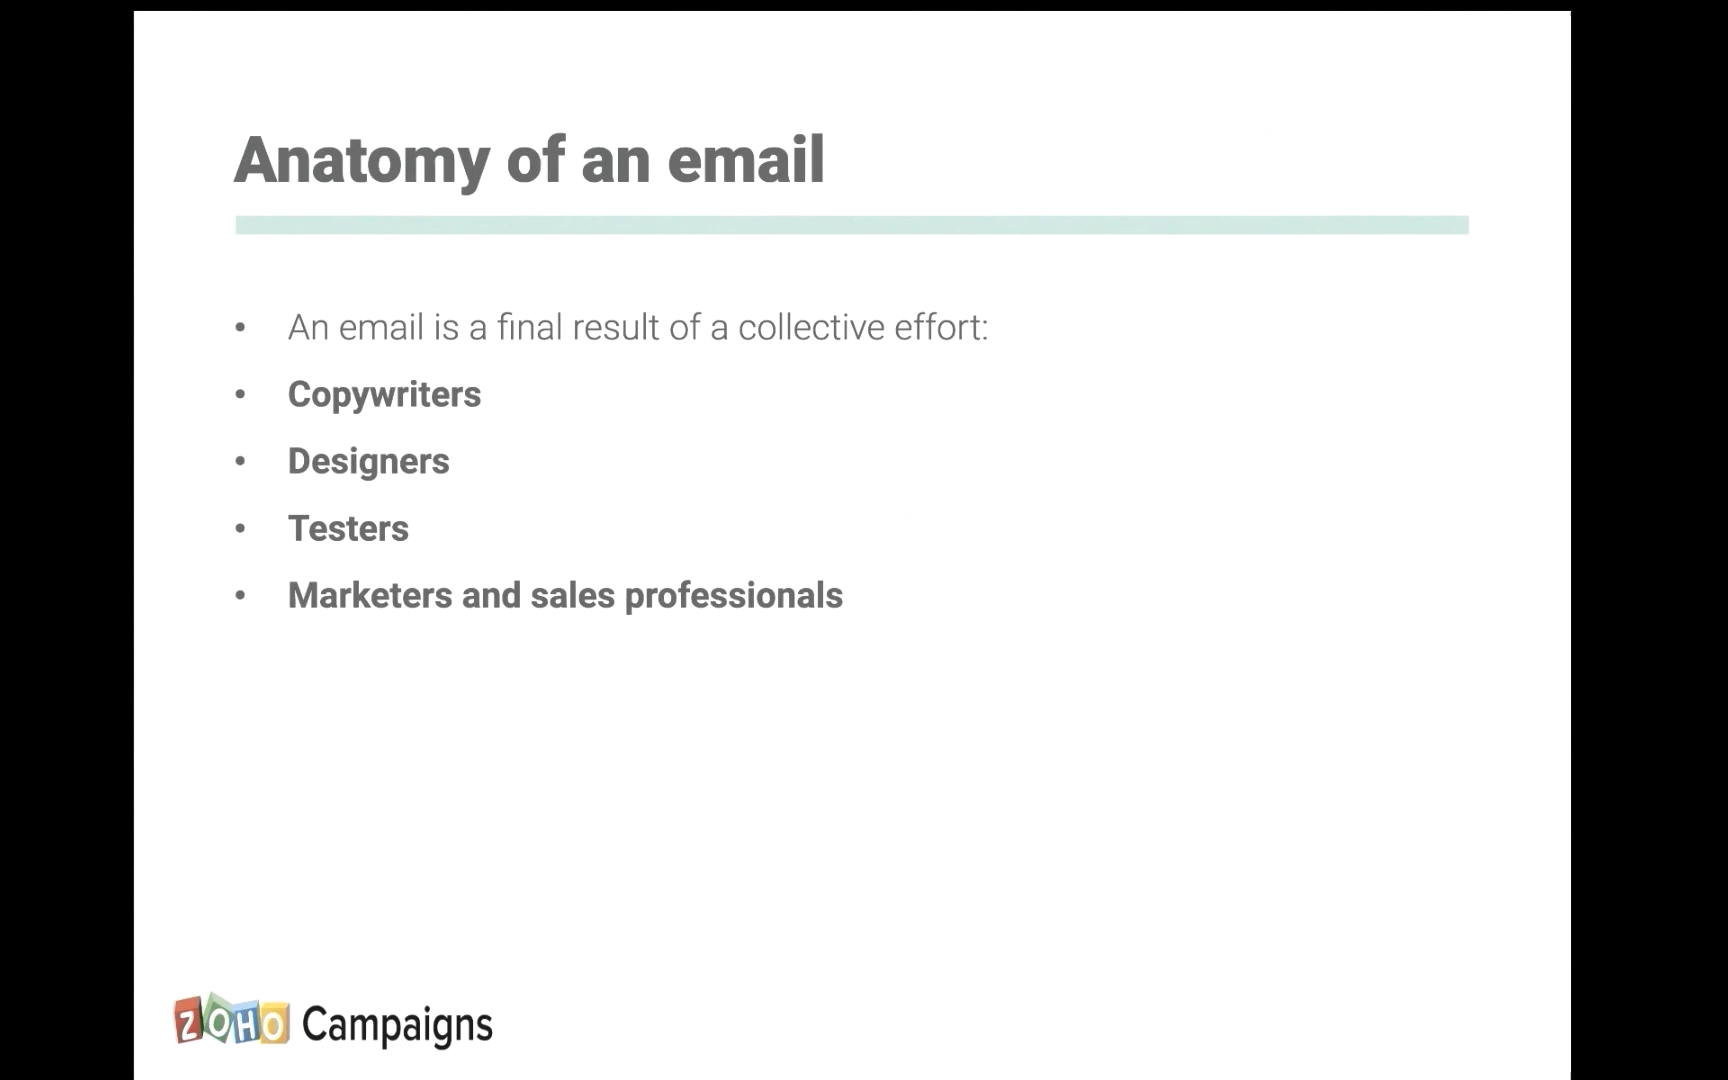 Anatomy of an email
• An email is a final result of a collective effort:
• Copywriters
• Designers
• Testers
• Marketers and sales professionals
ZOHO Campaigns